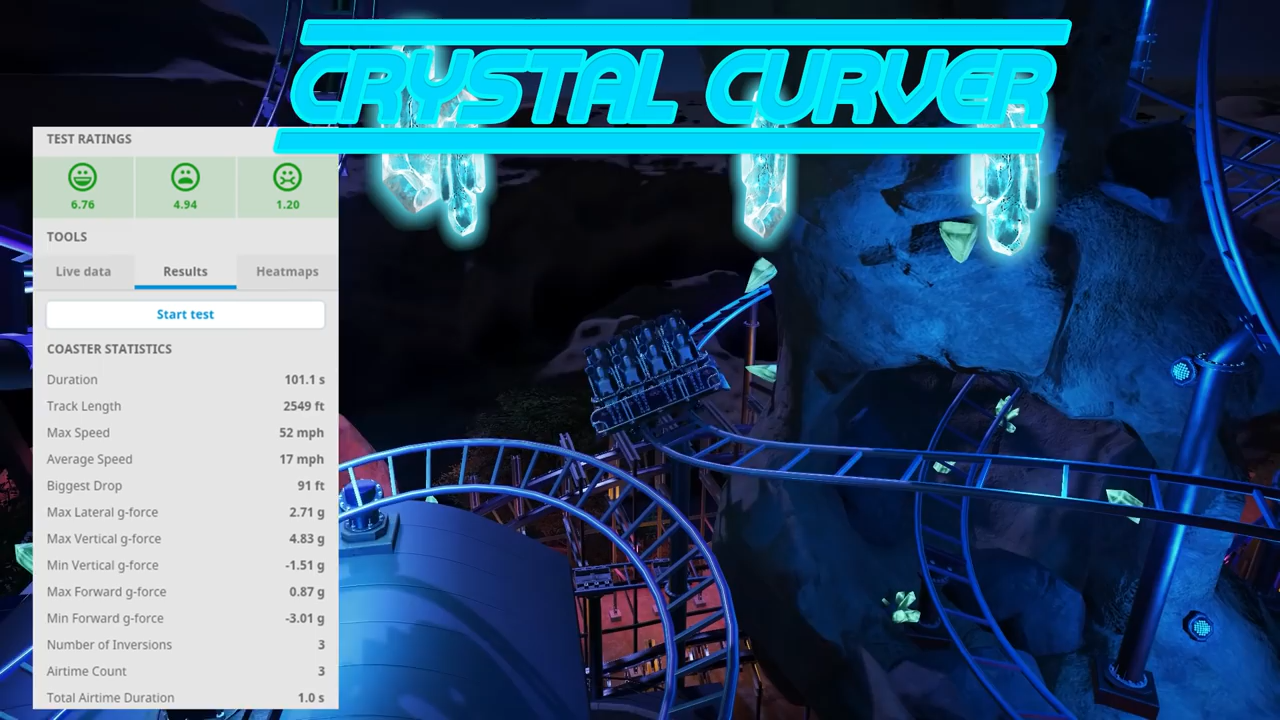 CRYSTAL CURVER
TEST RATINGS
6.76 4.94 1.20
TOOLS
Live data Results Heatmaps
Start test
COASTER STATISTICS
Duration 101.1 s
Track Length 2549 ft
Max Speed 52 mph
Average Speed 17 mph
Biggest Drop 91 ft
Max Lateral g-force 2.71 g
Max Vertical g-force 4.83 g
Min Vertical g-force -1.51 g
Max Forward g-force 0.87 g
Min Forward g-force -3.01 g
Number of Inversions 3
Airtime Count 3
Total Airtime Duration 1.0 s